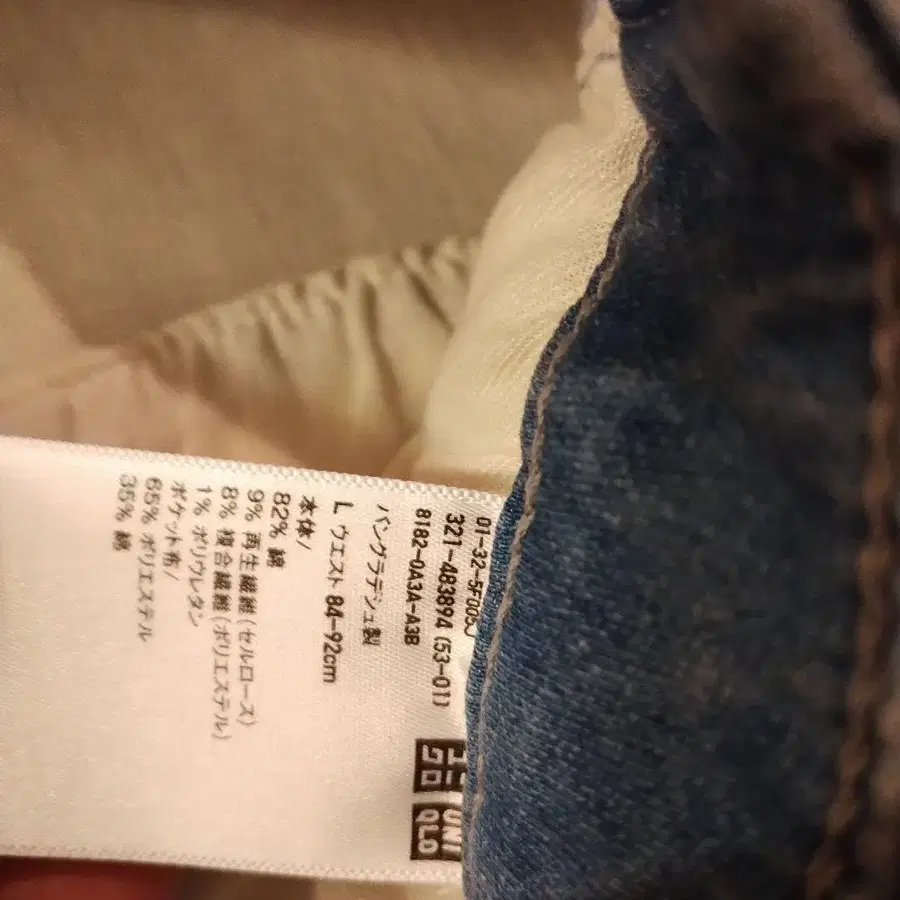 ユニ
クロ
UNI
QLO
01-32-5F005J
321-483894 (53-01)
8182-0A3A-A3B
バングラデシュ製
L ウエスト 84-92cm
本体/
82% 綿
9% 再生繊維(セルロース)
8% 複合繊維(ポリエステル)
1% ポリウレタン
ポケット布/
65% ポリエステル
35% 綿